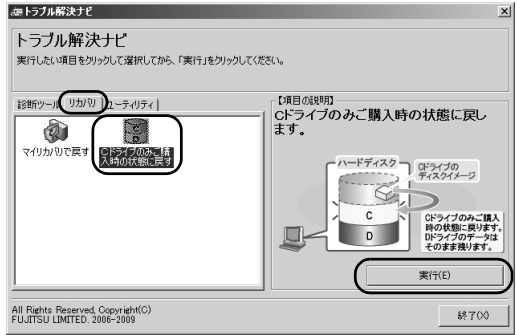 トラブル解決ナビ
トラブル解決ナビ
実行したい項目をクリックして選択してから、「実行」をクリックしてください。
診断ツール
リカバリ
ユーティリティ
マイリカバリで戻す
Cドライブのみご購
入時の状態に戻す
【項目の説明】
Cドライブのみご購入時の状態に戻し
ます。
ハードディスク
Cドライブの
ディスクイメージ
C
D
Cドライブのみご購入
時の状態に戻ります。
Dドライブのデータは
そのまま残ります。
実行(E)
All Rights Reserved, Copyright(C)
FUJITSU LIMITED. 2006-2009
終了(X)